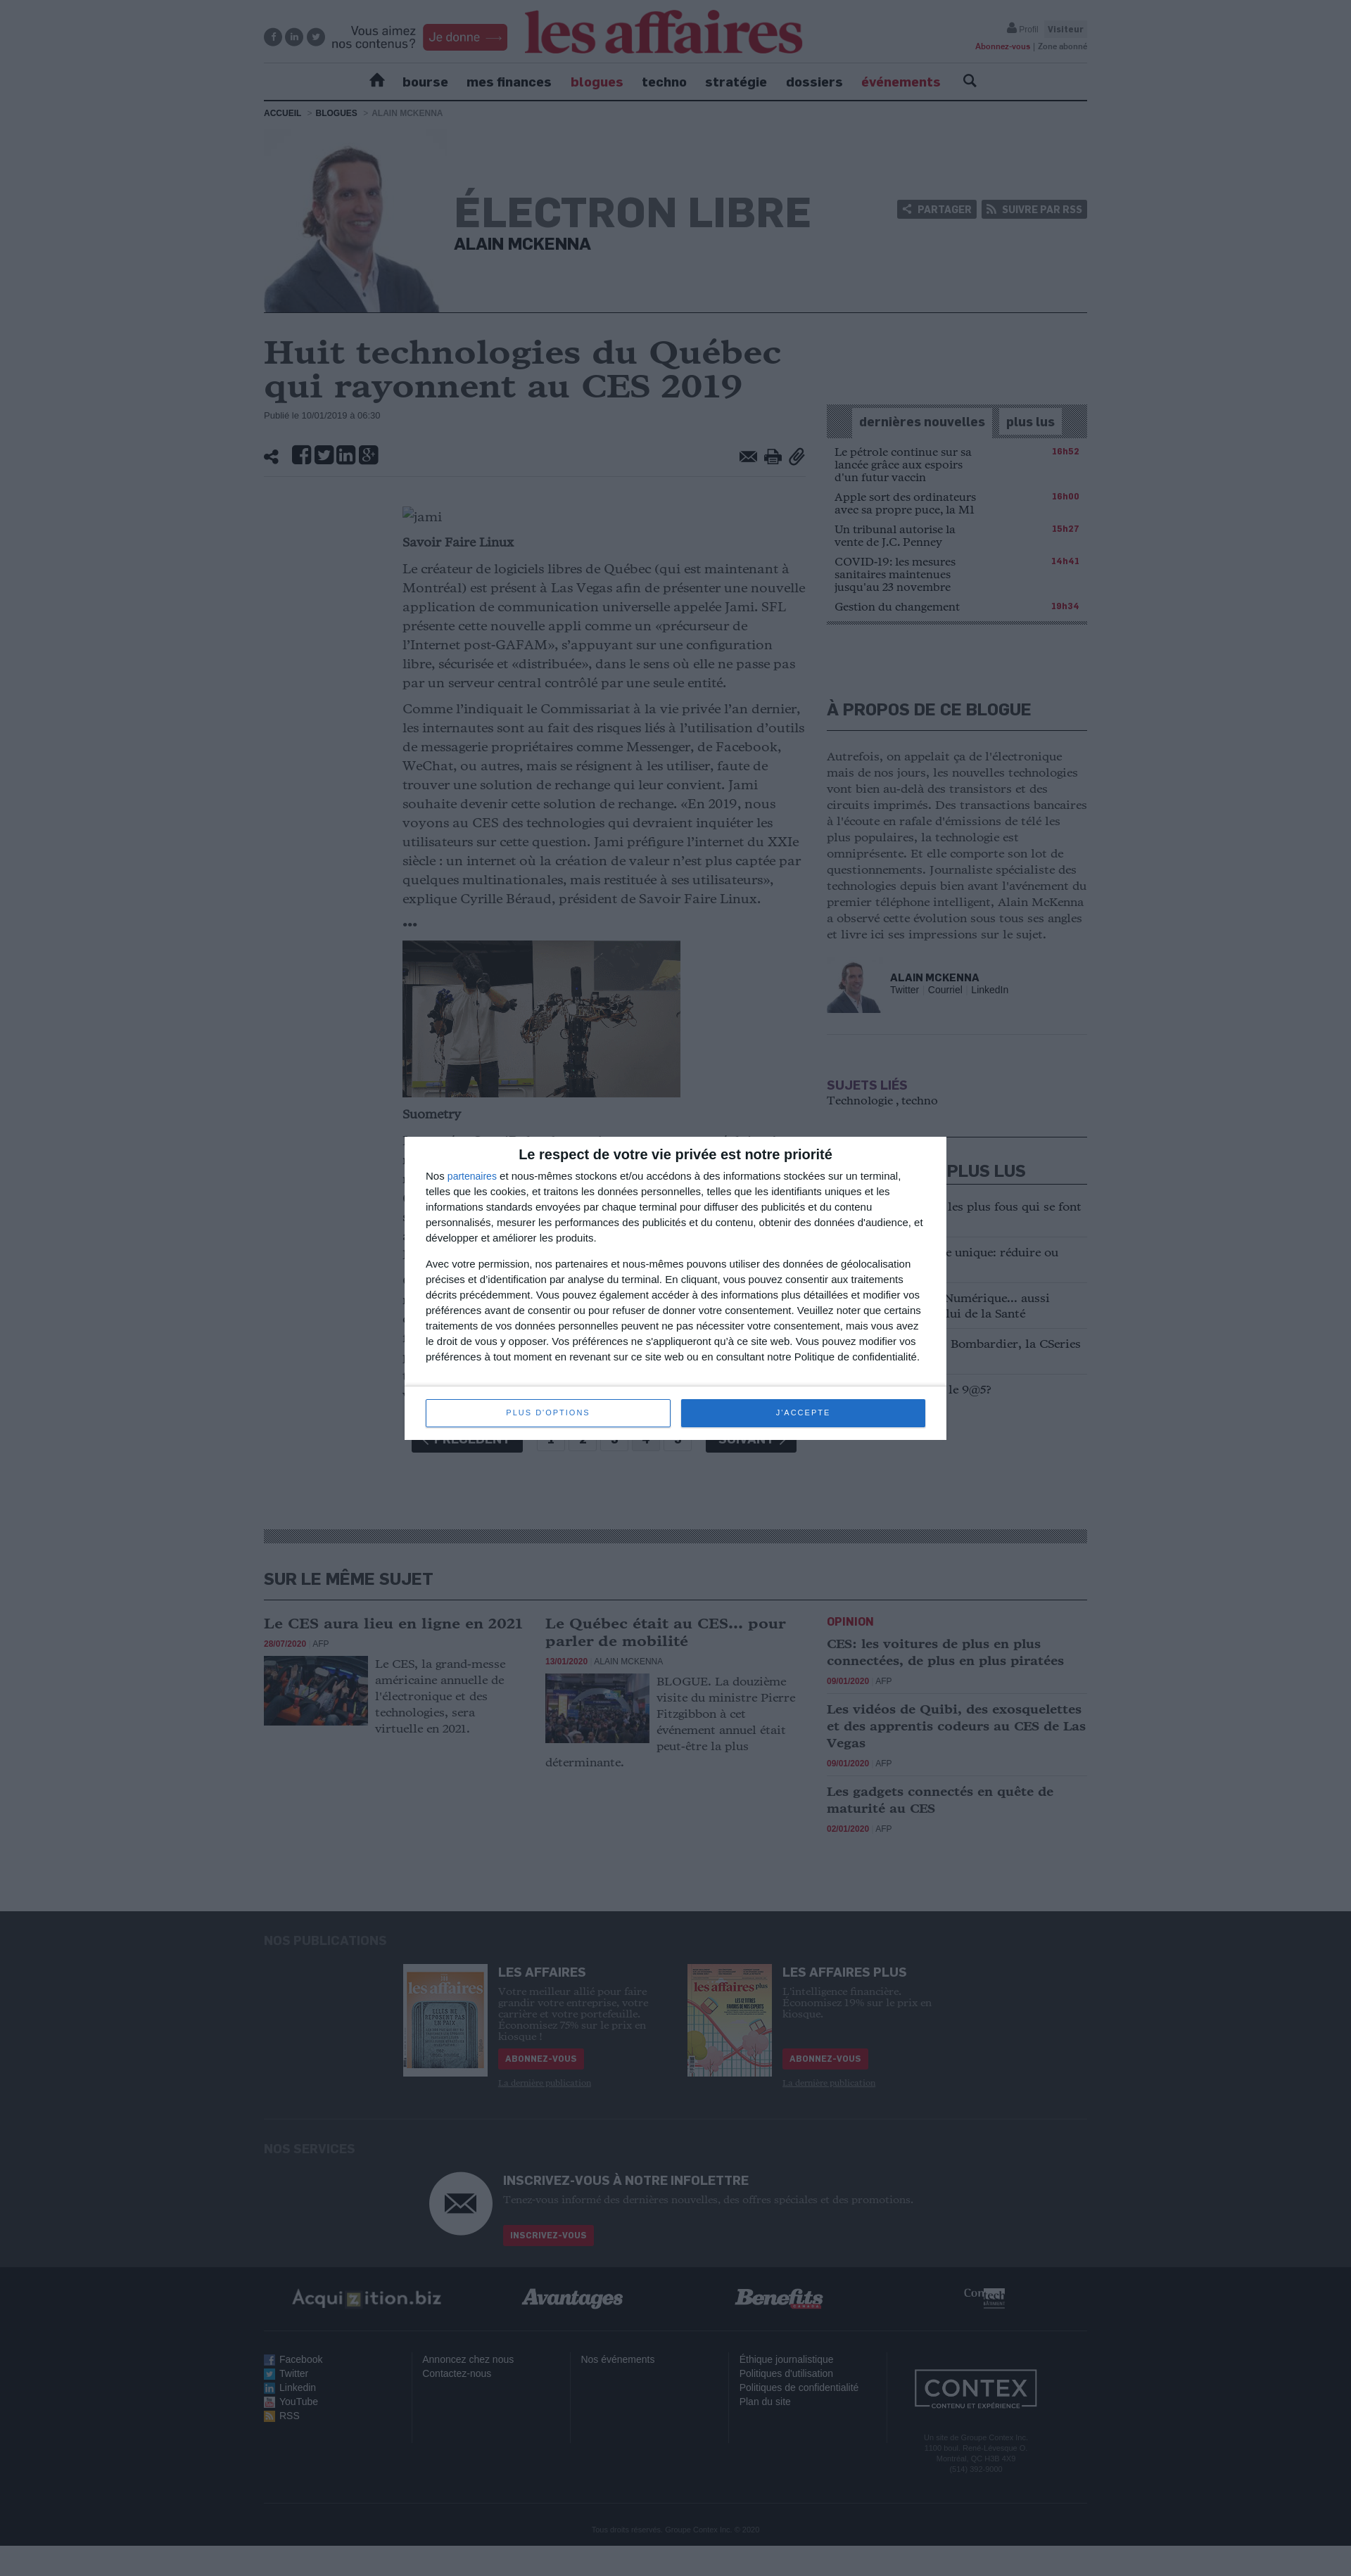 Vous aimez
nos contenus?
Je donne
les affaires
Profil
Visiteur
Abonnez-vous | Zone abonné
bourse
mes finances
blogues
techno
stratégie
dossiers
événements
ACCUEIL > BLOGUES > ALAIN MCKENNA
ÉLECTRON LIBRE
ALAIN MCKENNA
PARTAGER
SUIVRE PAR RSS
Huit technologies du Québec
qui rayonnent au CES 2019
Publié le 10/01/2019 à 06:30
jami
Savoir Faire Linux
Le créateur de logiciels libres de Québec (qui est maintenant à
Montréal) est présent à Las Vegas afin de présenter une nouvelle
application de communication universelle appelée Jami. SFL
présente cette nouvelle appli comme un «précurseur de
l’Internet post-GAFAM», s’appuyant sur une configuration
libre, sécurisée et «distribuée», dans le sens où elle ne passe pas
par un serveur central contrôlé par une seule entité.
Comme l’indiquait le Commissariat à la vie privée l’an dernier,
les internautes sont au fait des risques liés à l’utilisation d’outils
de messagerie propriétaires comme Messenger, de Facebook,
WeChat, ou autres, mais se résignent à les utiliser, faute de
trouver une solution de rechange qui leur convient. Jami
souhaite devenir cette solution de rechange. «En 2019, nous
voyons au CES des technologies qui devraient inquiéter les
utilisateurs sur cette question. Jami préfigure l’internet du XXIe
siècle : un internet où la création de valeur n’est plus captée par
quelques multinationales, mais restituée à ses utilisateurs»,
explique Cyrille Béraud, président de Savoir Faire Linux.
•••
Suometry
dernières nouvelles
plus lus
Le pétrole continue sur sa
lancée grâce aux espoirs
d'un futur vaccin
16h52
Apple sort des ordinateurs
avec sa propre puce, la M1
16h00
Un tribunal autorise la
vente de J.C. Penney
15h27
COVID-19: les mesures
sanitaires maintenues
jusqu'au 23 novembre
14h41
Gestion du changement
19h34
À PROPOS DE CE BLOGUE
Autrefois, on appelait ça de l'électronique
mais de nos jours, les nouvelles technologies
vont bien au-delà des transistors et des
circuits imprimés. Des transactions bancaires
à l'écoute en rafale d'émissions de télé les
plus populaires, la technologie est
omniprésente. Et elle comporte son lot de
questionnements. Journaliste spécialiste des
technologies depuis bien avant l'avènement du
premier téléphone intelligent, Alain McKenna
a observé cette évolution sous tous ses angles
et livre ici ses impressions sur le sujet.
ALAIN MCKENNA
Twitter | Courriel | LinkedIn
SUJETS LIÉS
Technologie , techno
PLUS LUS
les plus fous qui se font
e unique: réduire ou
Numérique... aussi
lui de la Santé
Bombardier, la CSeries
le 9@5?
Le respect de votre vie privée est notre priorité
Nos partenaires et nous-mêmes stockons et/ou accédons à des informations stockées sur un terminal,
telles que les cookies, et traitons les données personnelles, telles que les identifiants uniques et les
informations standards envoyées par chaque terminal pour diffuser des publicités et du contenu
personnalisés, mesurer les performances des publicités et du contenu, obtenir des données d'audience, et
développer et améliorer les produits.
Avec votre permission, nos partenaires et nous-mêmes pouvons utiliser des données de géolocalisation
précises et d’identification par analyse du terminal. En cliquant, vous pouvez consentir aux traitements
décrits précédemment. Vous pouvez également accéder à des informations plus détaillées et modifier vos
préférences avant de consentir ou pour refuser de donner votre consentement. Veuillez noter que certains
traitements de vos données personnelles peuvent ne pas nécessiter votre consentement, mais vous avez
le droit de vous y opposer. Vos préférences ne s'appliqueront qu’à ce site web. Vous pouvez modifier vos
préférences à tout moment en revenant sur ce site web ou en consultant notre Politique de confidentialité.
PLUS D'OPTIONS
J'ACCEPTE
PRÉCÉDENT
1
2
3
4
5
SUIVANT
SUR LE MÊME SUJET
Le CES aura lieu en ligne en 2021
28/07/2020 | AFP
Le CES, la grand-messe
américaine annuelle de
l'électronique et des
technologies, sera
virtuelle en 2021.
Le Québec était au CES... pour
parler de mobilité
13/01/2020 | ALAIN MCKENNA
BLOGUE. La douzième
visite du ministre Pierre
Fitzgibbon à cet
événement annuel était
peut-être la plus
déterminante.
OPINION
CES: les voitures de plus en plus
connectées, de plus en plus piratées
09/01/2020 | AFP
Les vidéos de Quibi, des exosquelettes
et des apprentis codeurs au CES de Las
Vegas
09/01/2020 | AFP
Les gadgets connectés en quête de
maturité au CES
02/01/2020 | AFP
NOS PUBLICATIONS
les affaires
LES AFFAIRES
Votre meilleur allié pour faire
grandir votre entreprise, votre
carrière et votre portefeuille.
Économisez 75% sur le prix en
kiosque !
ABONNEZ-VOUS
La dernière publication
les affaires plus
LES AFFAIRES PLUS
L'intelligence financière.
Économisez 19% sur le prix en
kiosque.
ABONNEZ-VOUS
La dernière publication
NOS SERVICES
INSCRIVEZ-VOUS À NOTRE INFOLETTRE
Tenez-vous informé des dernières nouvelles, des offres spéciales et des promotions.
INSCRIVEZ-VOUS
Acquizition.biz
Avantages
Benefits
CANADA
Facebook
Twitter
Linkedin
YouTube
RSS
Annoncez chez nous
Contactez-nous
Nos événements
Éthique journalistique
Politiques d'utilisation
Politiques de confidentialité
Plan du site
CONTEX
CONTENU ET EXPÉRIENCE
Un site de Groupe Contex Inc.
1100 boul. René-Lévesque O.
Montréal, QC H3B 4X9
(514) 392-9000
Tous droits réservés. Groupe Contex Inc. © 2020